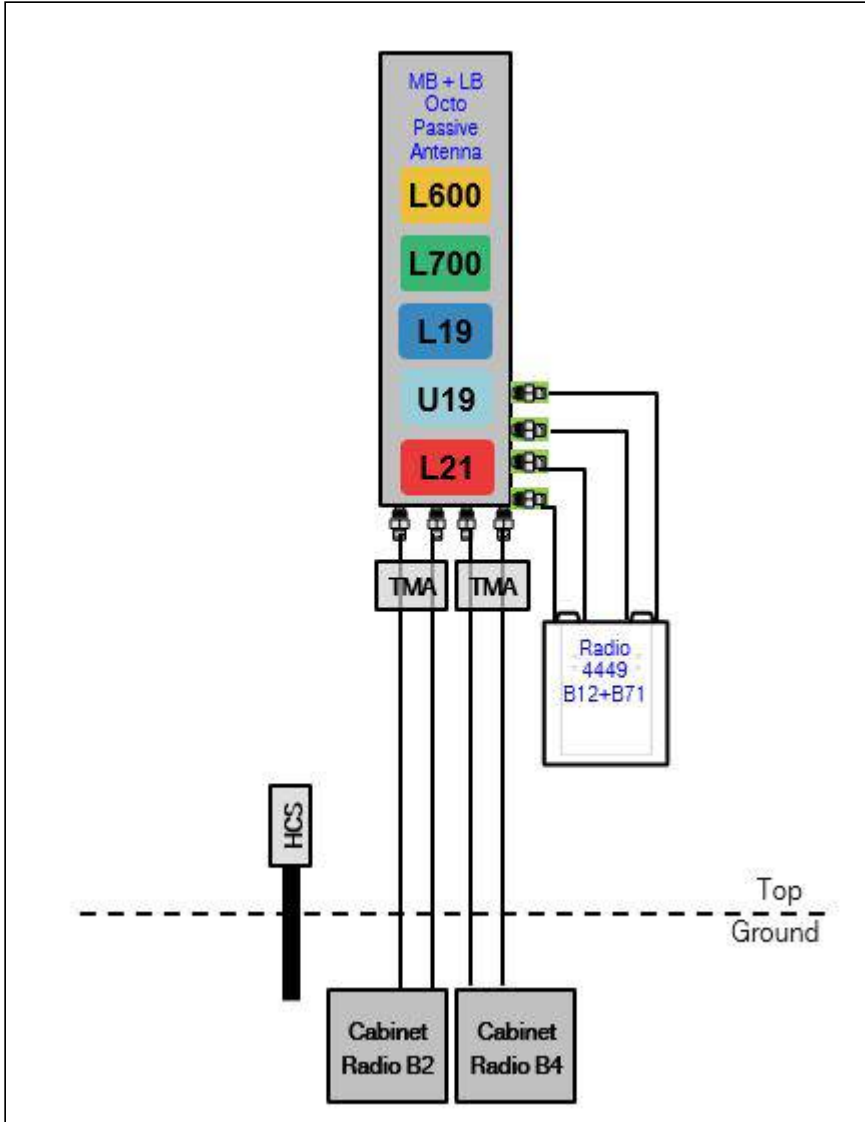 MB + LB
Octo
Passive
Antenna
L600
L700
L19
U19
L21
TMA TMA
Radio
4449
B12+B71
HCS
Top
Ground
Cabinet
Radio B2
Cabinet
Radio B4